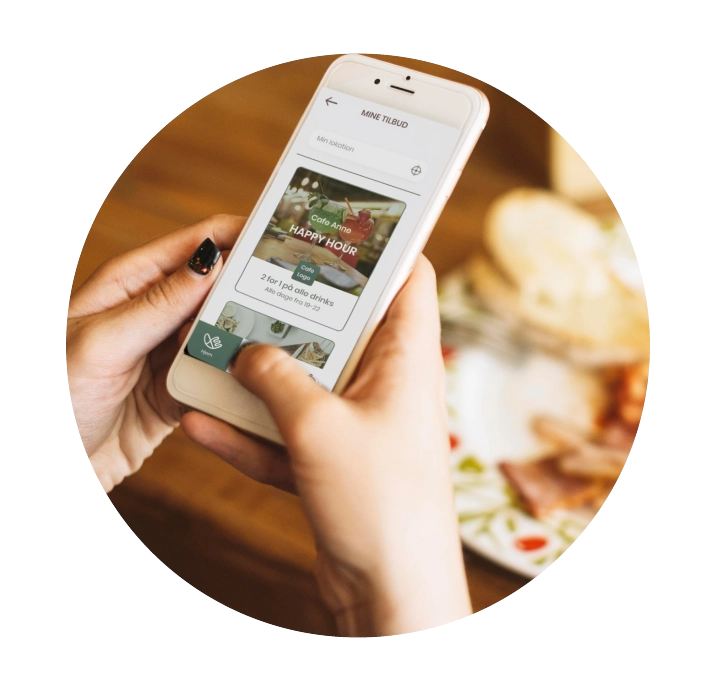 MINE TILBUD
Min lokation
Cafe Anne
HAPPY HOUR
Cafe
Logo
2 for 1 på alle drinks
Alle dage fra 19-22
Hjem